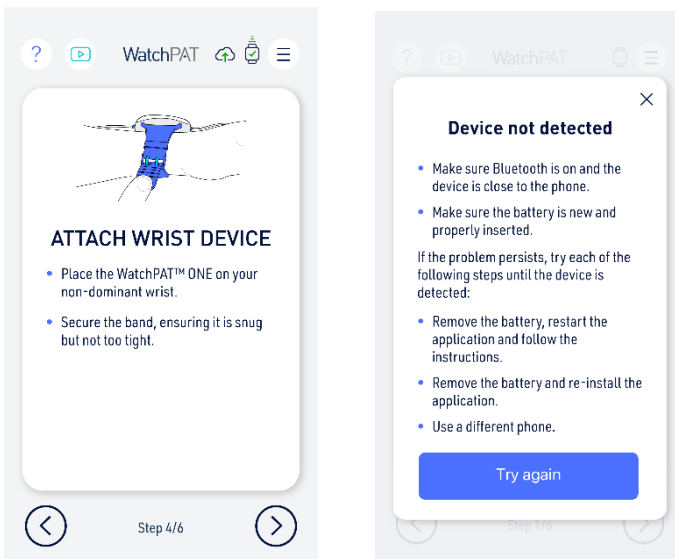 ?
WatchPAT
ATTACH WRIST DEVICE
• Place the WatchPAT™ ONE on your
non-dominant wrist.
• Secure the band, ensuring it is snug
but not too tight.
Step 4/6
?
WatchPAT
Device not detected
• Make sure Bluetooth is on and the
device is close to the phone.
• Make sure the battery is new and
properly inserted.
If the problem persists, try each of the
following steps until the device is
detected:
• Remove the battery, restart the
application and follow the
instructions.
• Remove the battery and re-install the
application.
• Use a different phone.
Try again
Step 1/6